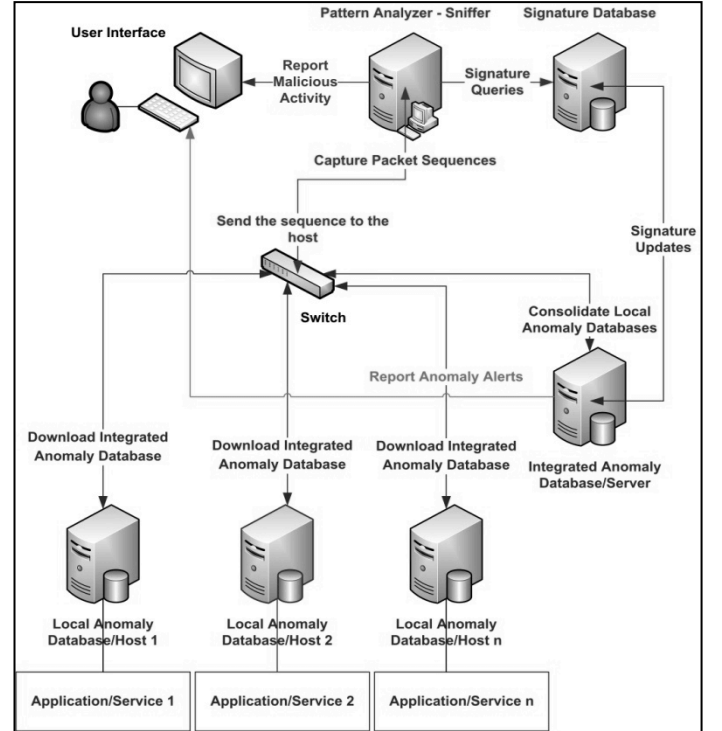 Pattern Analyzer - Sniffer
Signature Database
User Interface
Report
Malicious
Activity
Signature
Queries
Capture Packet Sequences
Send the sequence to the
host
Signature
Updates
Switch
Consolidate Local
Anomaly Databases
Report Anomaly Alerts
Download Integrated
Anomaly Database
Download Integrated
Anomaly Database
Download Integrated
Anomaly Database
Integrated Anomaly
Database/Server
Local Anomaly
Database/Host 1
Local Anomaly
Database/Host 2
Local Anomaly
Database/Host n
Application/Service 1
Application/Service 2
Application/Service n